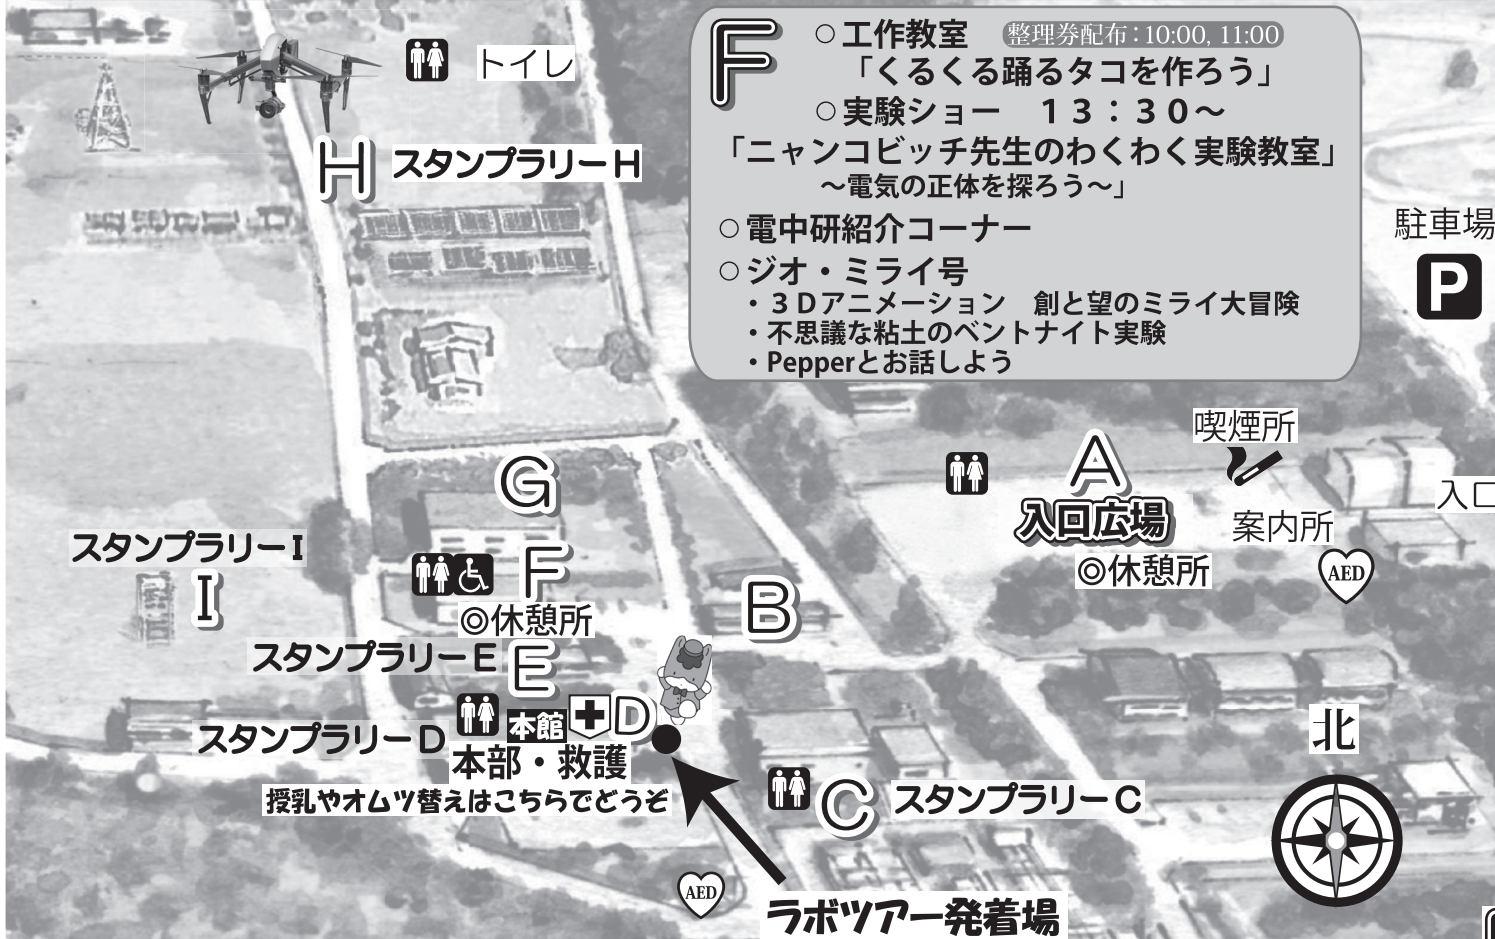 トイレ
H
スタンプラリーH
F
○工作教室 整理券配布:10:00, 11:00
「くるくる踊るタコを作ろう」
○実験ショー 13:30~
「ニャンコビッチ先生のわくわく実験教室」
~電気の正体を探ろう~」
○電中研紹介コーナー
○ジオ・ミライ号
・3Dアニメーション 創と望のミライ大冒険
・不思議な粘土のベントナイト実験
・Pepperとお話しよう
駐車場
P
喫煙所
A
入口広場
◎休憩所
案内所
入口
AED
G
スタンプラリーI
I
F
◎休憩所
B
スタンプラリーE
E
スタンプラリーD
本館
D
本部・救護
授乳やオムツ替えはこちらでどうぞ
C
スタンプラリーC
北
AED
ラボツアー発着場